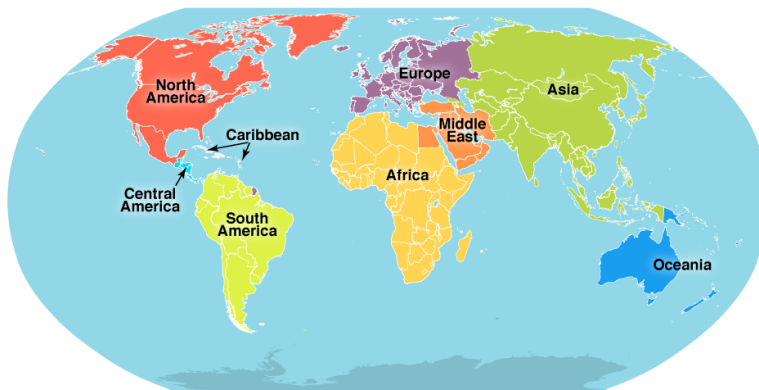 North
America
Europe
Asia
Caribbean
Middle
East
Africa
Central
America
South
America
Oceania